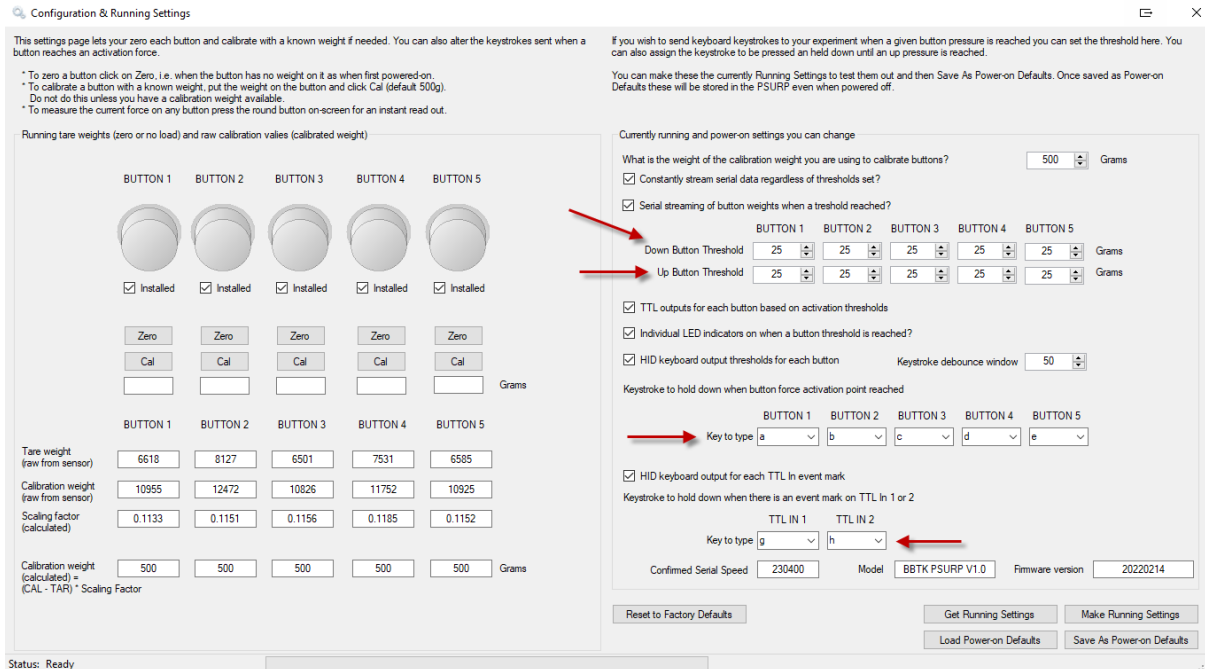 Configuration & Running Settings
This settings page lets your zero each button and calibrate with a known weight if needed. You can also alter the keystrokes sent when a
button reaches an activation force.
* To zero a button click on Zero, i.e. when the button has no weight on it as when first powered-on.
* To calibrate a button with a known weight, put the weight on the button and click Cal (default 500g).
Do not do this unless you have a calibration weight available.
* To measure the current force on any button press the round button on-screen for an instant read out.
Running tare weights (zero or no load) and raw calibration valies (calibrated weight)
BUTTON 1 BUTTON 2 BUTTON 3 BUTTON 4 BUTTON 5
Installed Installed Installed Installed Installed
Zero Zero Zero Zero Zero
Cal Cal Cal Cal Cal
Grams
BUTTON 1 BUTTON 2 BUTTON 3 BUTTON 4 BUTTON 5
Tare weight
(raw from sensor) 6618 8127 6501 7531 6585
Calibration weight
(raw from sensor) 10955 12472 10826 11752 10925
Scaling factor
(calculated) 0.1133 0.1151 0.1156 0.1185 0.1152
Calibration weight
(calculated) = 500 500 500 500 500 Grams
(CAL - TAR) * Scaling Factor
If you wish to send keyboard keystrokes to your experiment when a given button pressure is reached you can set the threshold here. You
can also assign the keystroke to be pressed an held down until an up pressure is reached.
You can make these the currently Running Settings to test them out and then Save As Power-on Defaults. Once saved as Power-on
Defaults these will be stored in the PSURP even when powered off.
Currently running and power-on settings you can change
What is the weight of the calibration weight you are using to calibrate buttons? 500 Grams
Constantly stream serial data regardless of thresholds set?
Serial streaming of button weights when a treshold reached?
BUTTON 1 BUTTON 2 BUTTON 3 BUTTON 4 BUTTON 5
Down Button Threshold 25 25 25 25 25 Grams
Up Button Threshold 25 25 25 25 25 Grams
TTL outputs for each button based on activation thresholds
Individual LED indicators on when a button threshold is reached?
HID keyboard output thresholds for each button Keystroke debounce window 50
Keystroke to hold down when button force activation point reached
BUTTON 1 BUTTON 2 BUTTON 3 BUTTON 4 BUTTON 5
Key to type a b c d e
HID keyboard output for each TTL In event mark
Keystroke to hold down when there is an event mark on TTL In 1 or 2
TTL IN 1 TTL IN 2
Key to type g h
Confirmed Serial Speed 230400 Model BBTK PSURP V1.0 Firmware version 20220214
Reset to Factory Defaults Get Running Settings Make Running Settings
Load Power-on Defaults Save As Power-on Defaults
Status: Ready